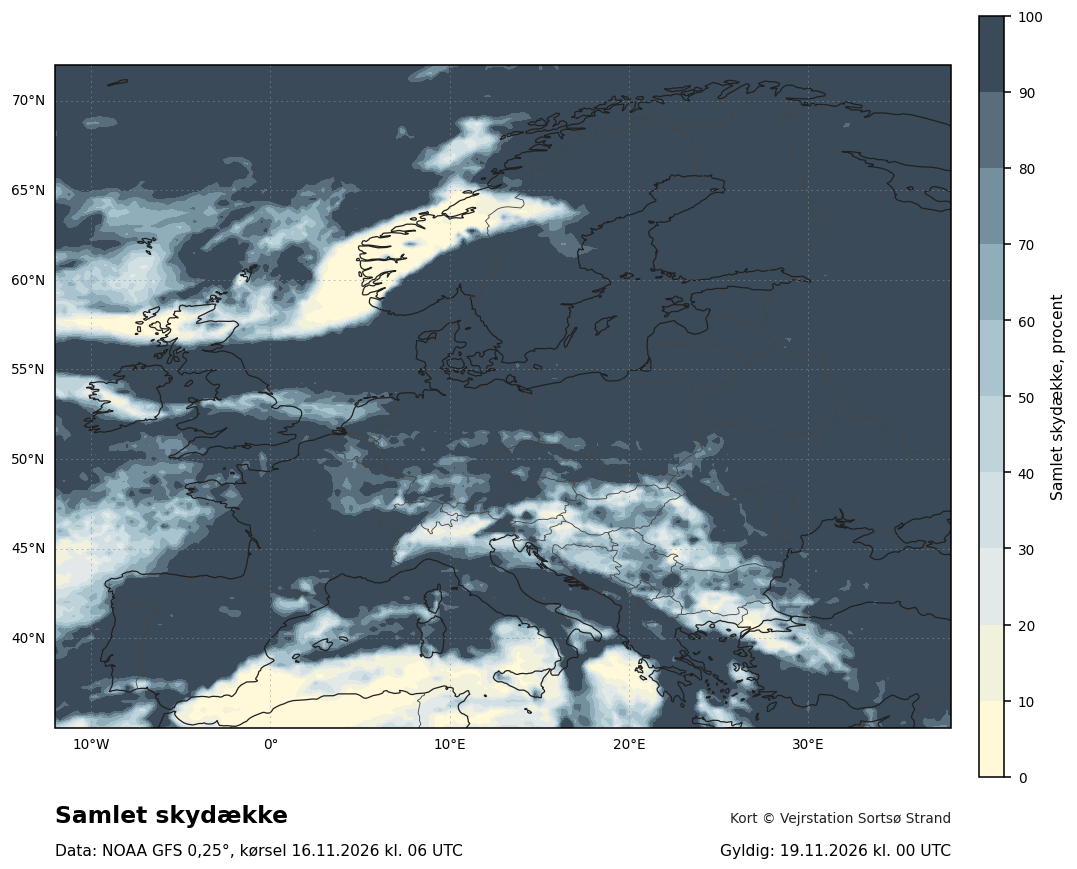 100
90
80
70
60
50
40
30
20
10
0
Samlet skydække, procent
70°N
65°N
60°N
55°N
50°N
45°N
40°N
10°W
0°
10°E
20°E
30°E
Samlet skydække
Kort © Vejrstation Sortsø Strand
Data: NOAA GFS 0,25°, kørsel 16.11.2026 kl. 06 UTC
Gyldig: 19.11.2026 kl. 00 UTC